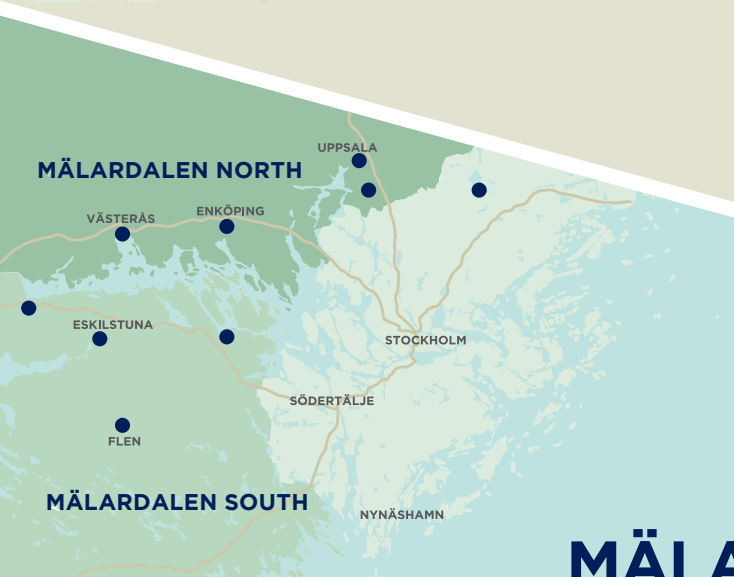 UPPSALA
MÄLARDALEN NORTH
ENKÖPING
VÄSTERÅS
ESKILSTUNA
STOCKHOLM
SÖDERTÄLJE
FLEN
MÄLARDALEN SOUTH
NYNÄSHAMN
MÄLA